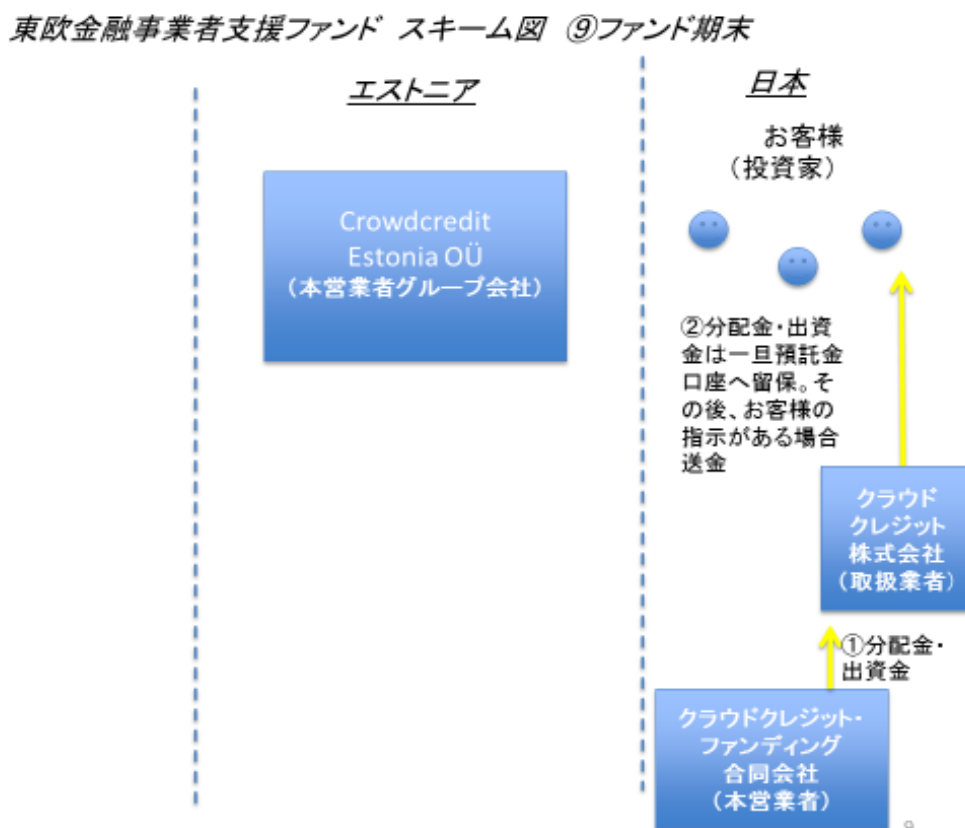 東欧金融事業者支援ファンド スキーム図 ⑨ファンド期末
エストニア
日本
お客様
（投資家）
Crowdcredit
Estonia OÜ
（本営業者グループ会社）
②分配金・出資
金は一旦預託金
口座へ留保。そ
の後、お客様の
指示がある場合
送金
クラウド
クレジット
株式会社
（取扱業者）
①分配金・
出資金
クラウドクレジット・
ファンディング
合同会社
（本営業者）
9